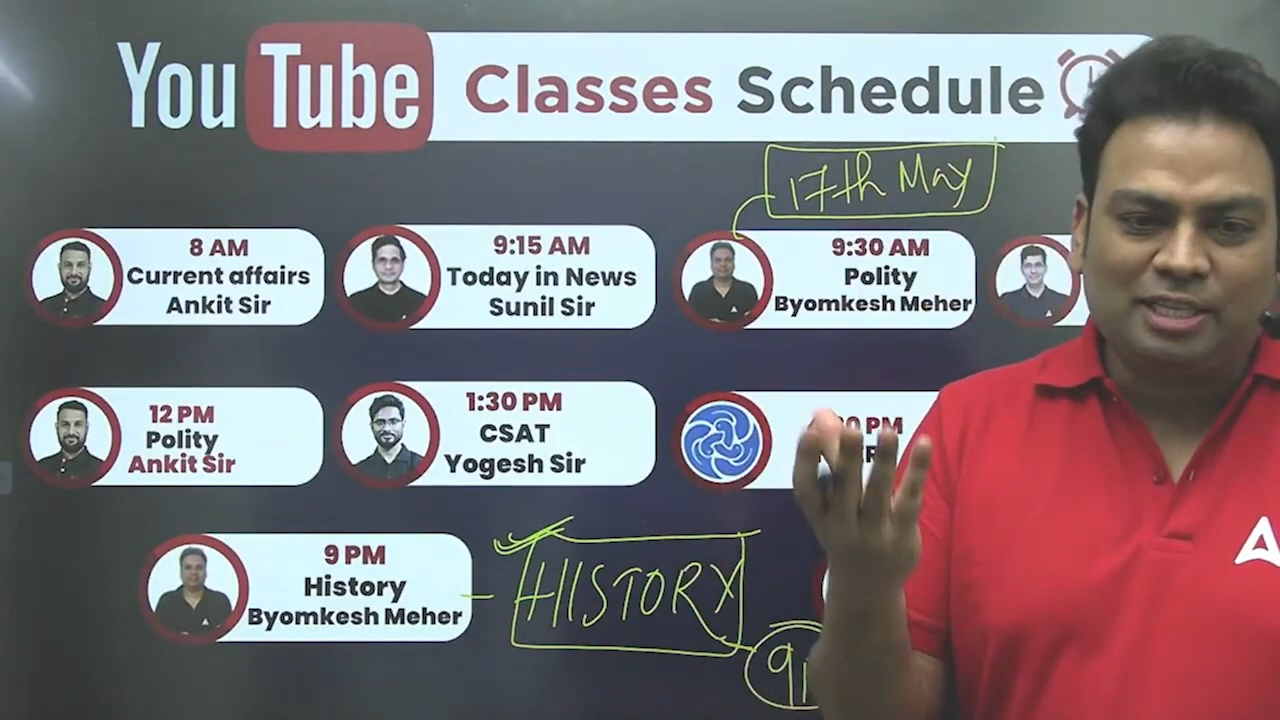 YouTube Classes Schedule
17th May
8 AM
Current affairs
Ankit Sir
9:15 AM
Today in News
Sunil Sir
9:30 AM
Polity
Byomkesh Meher
12 PM
Polity
Ankit Sir
1:30 PM
CSAT
Yogesh Sir
PM
9 PM
History
Byomkesh Meher
HISTORY